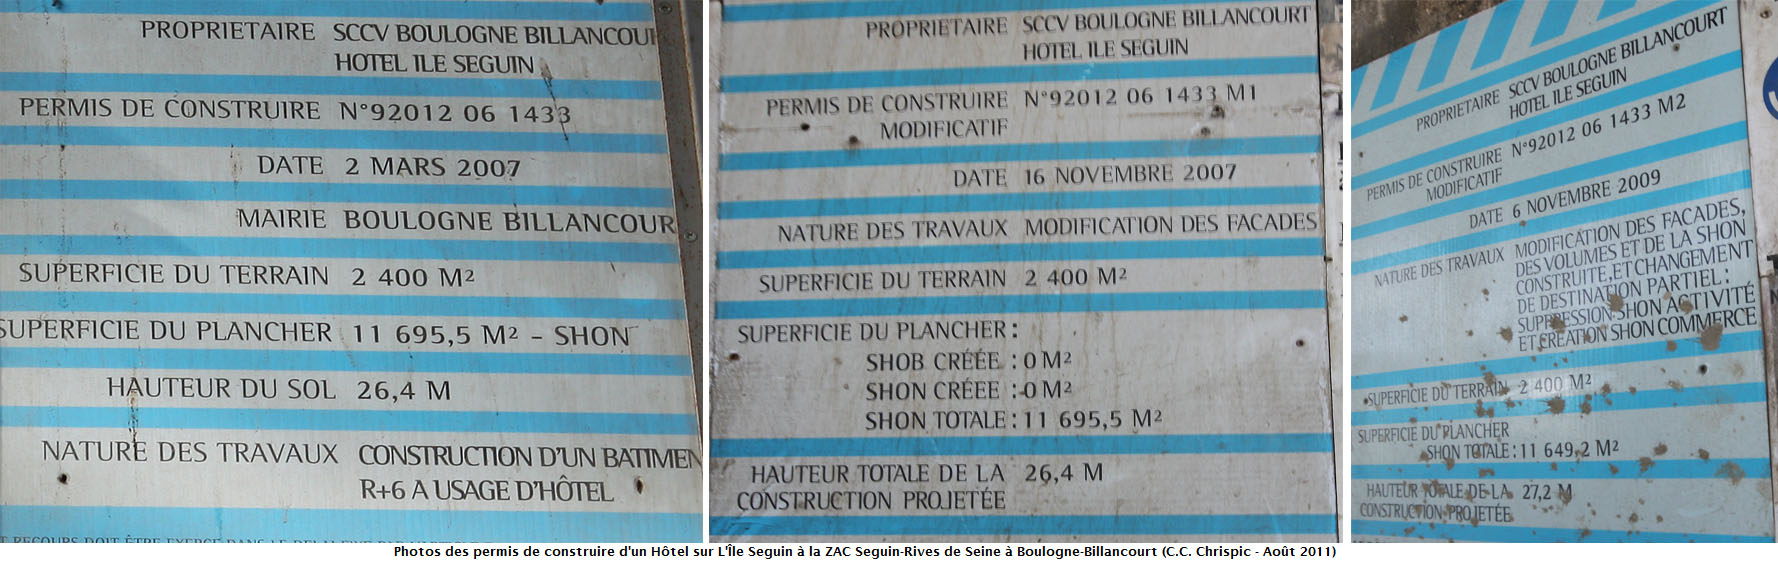 PROPRIETAIRE SCCV BOULOGNE BILLANCOU
HOTEL ILE SEGUIN
PERMIS DE CONSTRUIRE N°92012 06 1433
DATE 2 MARS 2007
MAIRIE BOULOGNE BILLANCOUR
SUPERFICIE DU TERRAIN 2 400 M²
SUPERFICIE DU PLANCHER 11 695,5 M² - SHON
HAUTEUR DU SOL 26,4 M
NATURE DES TRAVAUX CONSTRUCTION D'UN BATIMEN
R+6 A USAGE D'HÔTEL
PROPRIETAIRE SCCV BOULOGNE BILLANCOURT
HOTEL ILE SEGUIN
PERMIS DE CONSTRUIRE N°92012 06 1433 M1
MODIFICATIF
DATE 16 NOVEMBRE 2007
NATURE DES TRAVAUX MODIFICATION DES FACADES
SUPERFICIE DU TERRAIN 2 400 M²
SUPERFICIE DU PLANCHER :
SHOB CRÉÉE : 0 M²
SHON CRÉEE : 0 M²
SHON TOTALE : 11 695,5 M²
HAUTEUR TOTALE DE LA 26,4 M
CONSTRUCTION PROJETÉE
PROPRIETAIRE SCCV BOULOGNE BILLANCOURT
HOTEL ILE SEGUIN
PERMIS DE CONSTRUIRE N°92012 06 1433 M2
MODIFICATIF
DATE 6 NOVEMBRE 2009
NATURE DES TRAVAUX MODIFICATION DES FACADES,
DES VOLUMES ET DE LA SHON
CONSTRUITE, ET CHANGEMENT
DE DESTINATION PARTIEL :
SUPPRESSION SHON ACTIVITÉ
ET CREATION SHON COMMERCE
SUPERFICIE DU TERRAIN 2 400 M²
SUPERFICIE DU PLANCHER
SHON TOTALE : 11 649,2 M²
HAUTEUR TOTALE DE LA 27,2 M
CONSTRUCTION PROJETÉE
Photos des permis de construire d'un Hôtel sur L'Île Seguin à la ZAC Seguin-Rives de Seine à Boulogne-Billancourt (C.C. Chrispic - Août 2011)